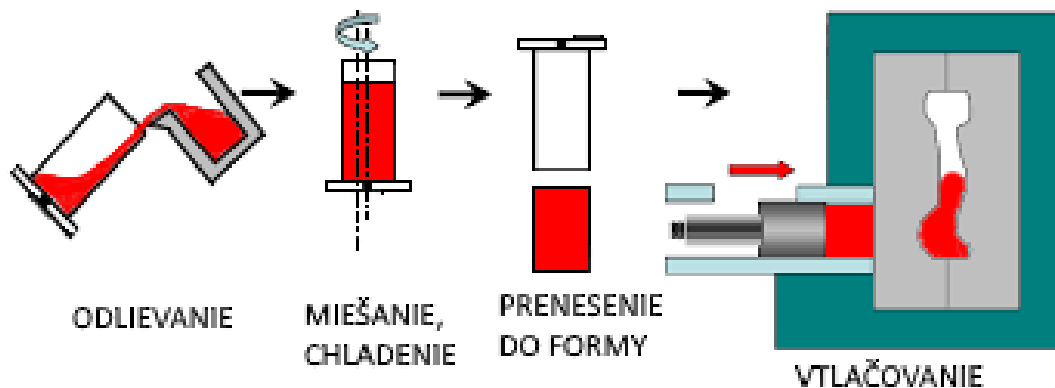 ODLIEVANIE
MIEŠANIE,
CHLADENIE
PRENESENIE
DO FORMY
VTLAČOVANIE